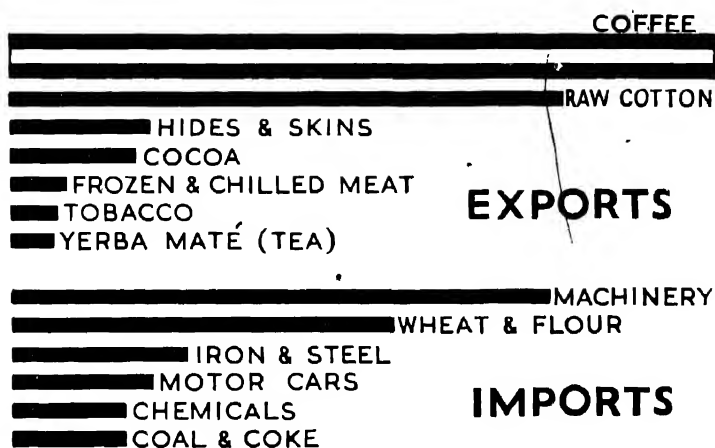 COFFEE
RAW COTTON
HIDES & SKINS
COCOA
FROZEN & CHILLED MEAT
TOBACCO
YERBA MATÉ (TEA)
EXPORTS
MACHINERY
WHEAT & FLOUR
IRON & STEEL
MOTOR CARS
CHEMICALS
COAL & COKE
IMPORTS